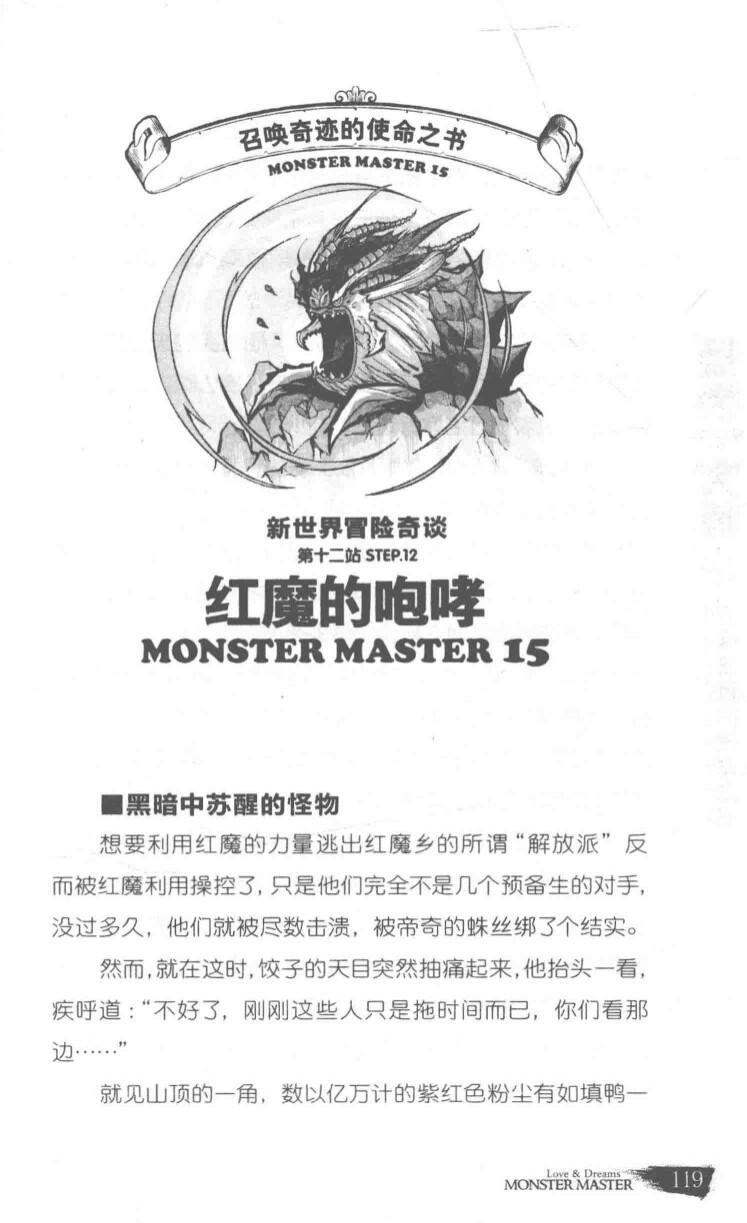 召唤奇迹的使命之书
MONSTER MASTER 15
新世界冒险奇谈
第十二站 STEP.12
红魔的咆哮
MONSTER MASTER 15
■黑暗中苏醒的怪物
想要利用红魔的力量逃出红魔乡的所谓“解放派”反
而被红魔利用操控了，只是他们完全不是几个预备生的对手，
没过多久，他们就被尽数击溃，被帝奇的蛛丝绑了个结实。
然而，就在这时，饺子的天目突然抽痛起来，他抬头一看，
疾呼道：“不好了，刚刚这些人只是拖时间而已，你们看那
边……”
就见山顶的一角，数以亿万计的紫红色粉尘有如填鸭一
Love & Dreams
MONSTER MASTER 119